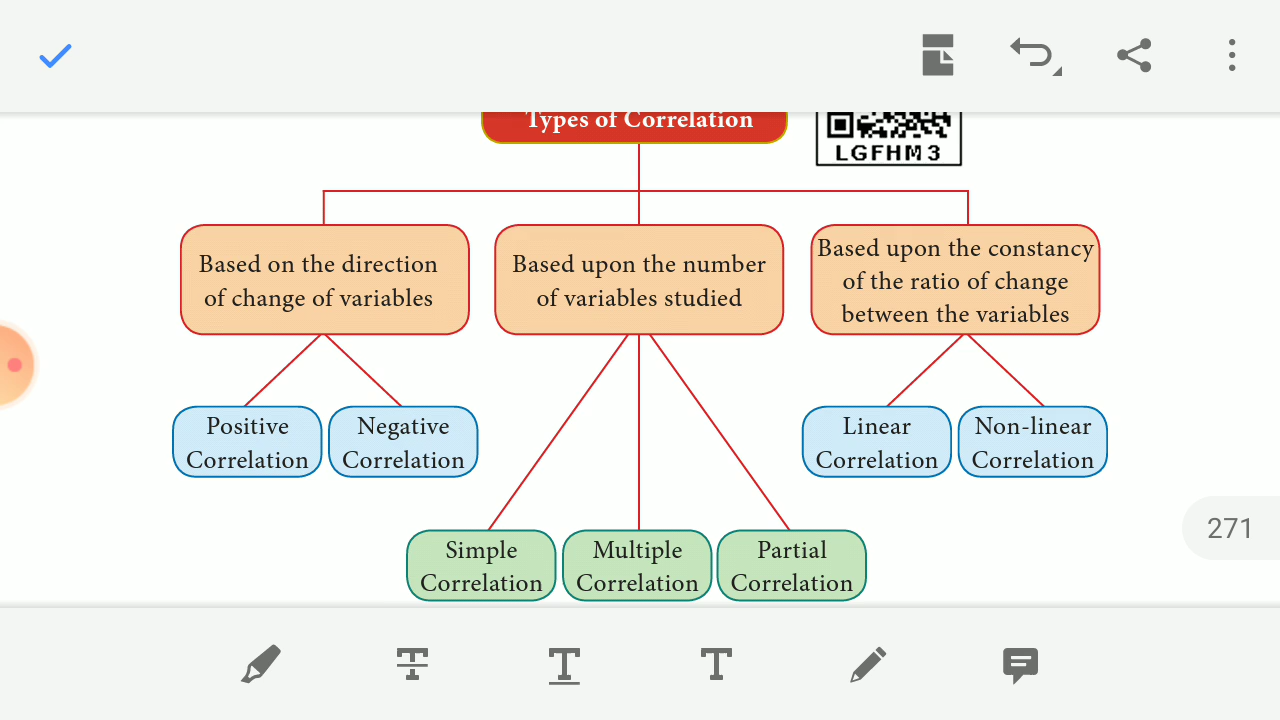 Types of Correlation
LGFHM3
Based on the direction
of change of variables
Based upon the number
of variables studied
Based upon the constancy
of the ratio of change
between the variables
Positive
Correlation
Negative
Correlation
Linear
Correlation
Non-linear
Correlation
271
Simple
Correlation
Multiple
Correlation
Partial
Correlation